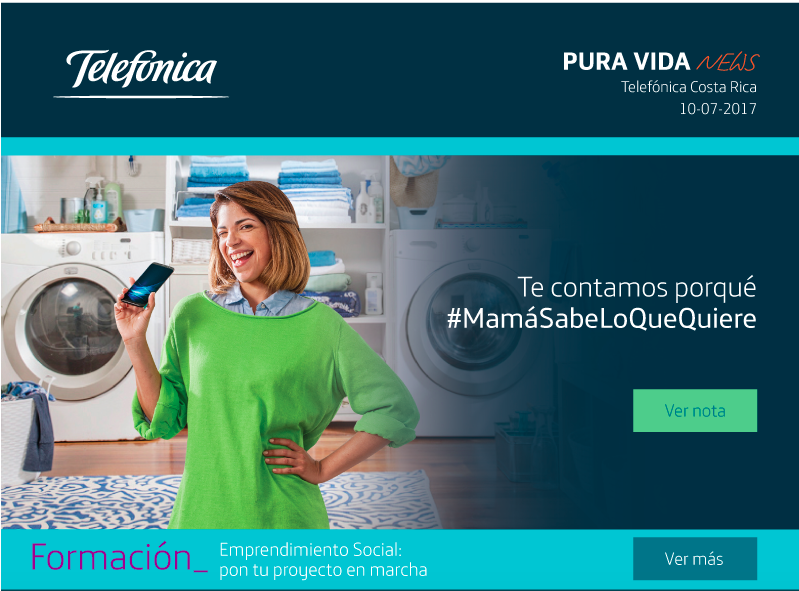 Telefónica
PURA VIDA NEWS
Telefónica Costa Rica
10-07-2017
Te contamos porqué
#MamáSabeLoQueQuiere
Ver nota
Formación_
Emprendimiento Social:
pon tu proyecto en marcha
Ver más